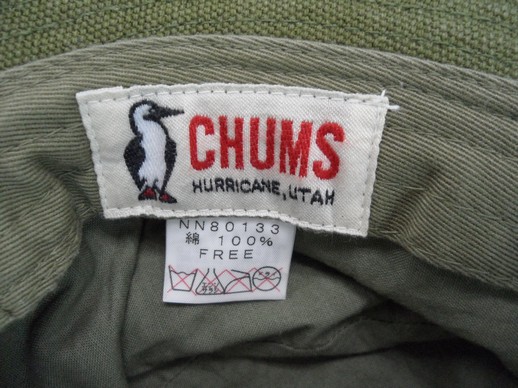 CHUMS
HURRICANE, UTAH
NN80133
綿 100%
FREE